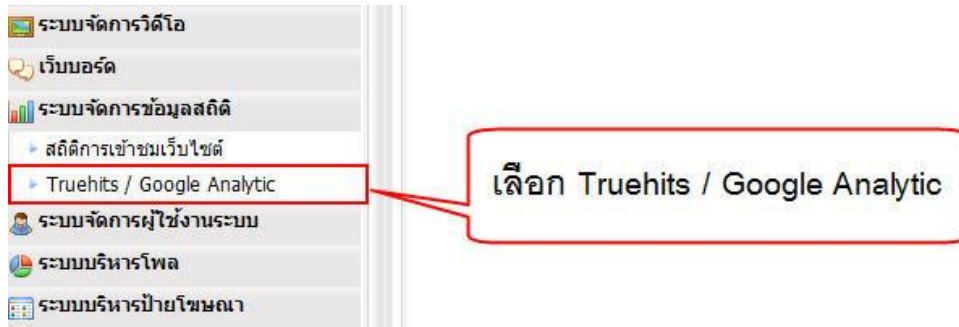 ระบบจัดการวิดีโอ
เว็บบอร์ด
ระบบจัดการข้อมูลสถิติ
สถิติการเข้าชมเว็บไซต์
Truehits / Google Analytic
เลือก Truehits / Google Analytic
ระบบจัดการผู้ใช้งานระบบ
ระบบบริหารโพล
ระบบบริหารป้ายโฆษณา